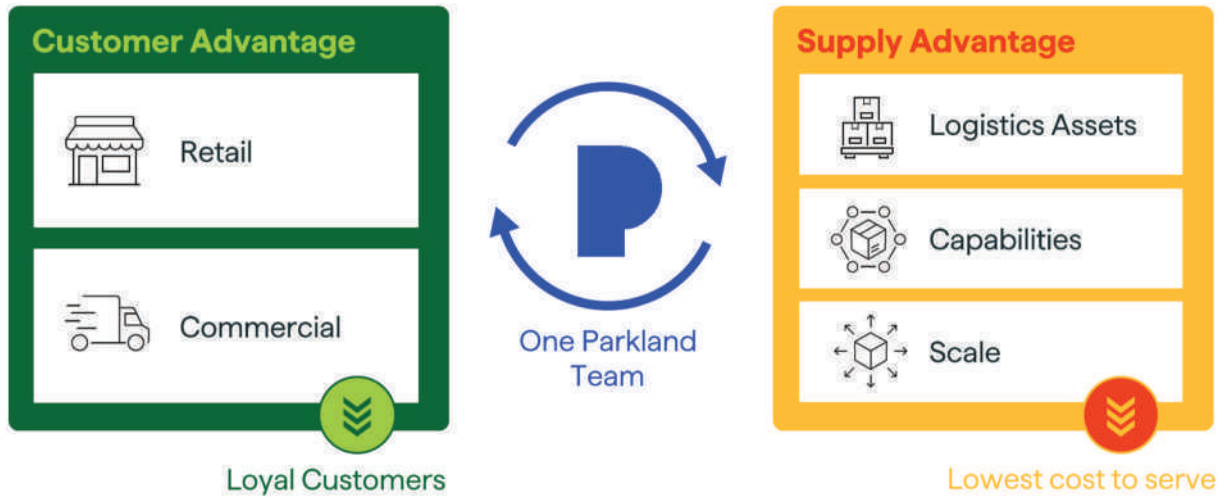 Customer Advantage
Retail
Commercial
Loyal Customers
P
One Parkland
Team
Supply Advantage
Logistics Assets
Capabilities
Scale
Lowest cost to serve